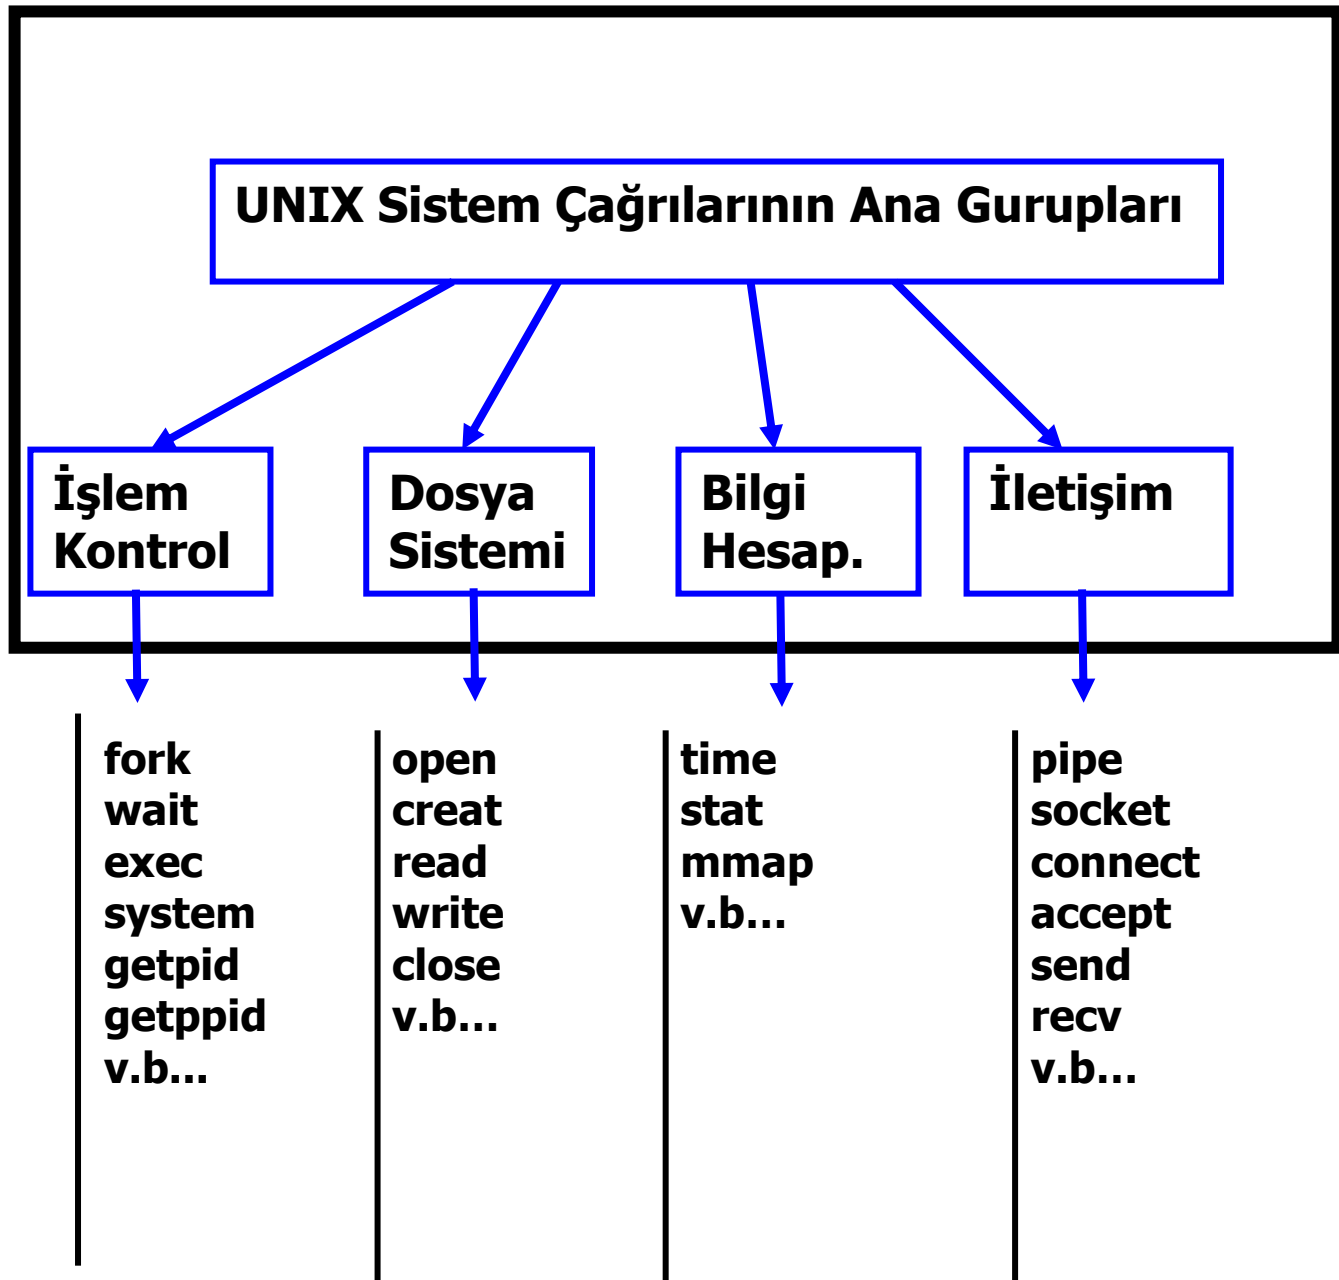 UNIX Sistem Çağrılarının Ana Gurupları
İşlem
Kontrol
Dosya
Sistemi
Bilgi
Hesap.
İletişim
fork
wait
exec
system
getpid
getppid
v.b...
open
creat
read
write
close
v.b...
time
stat
mmap
v.b...
pipe
socket
connect
accept
send
recv
v.b...